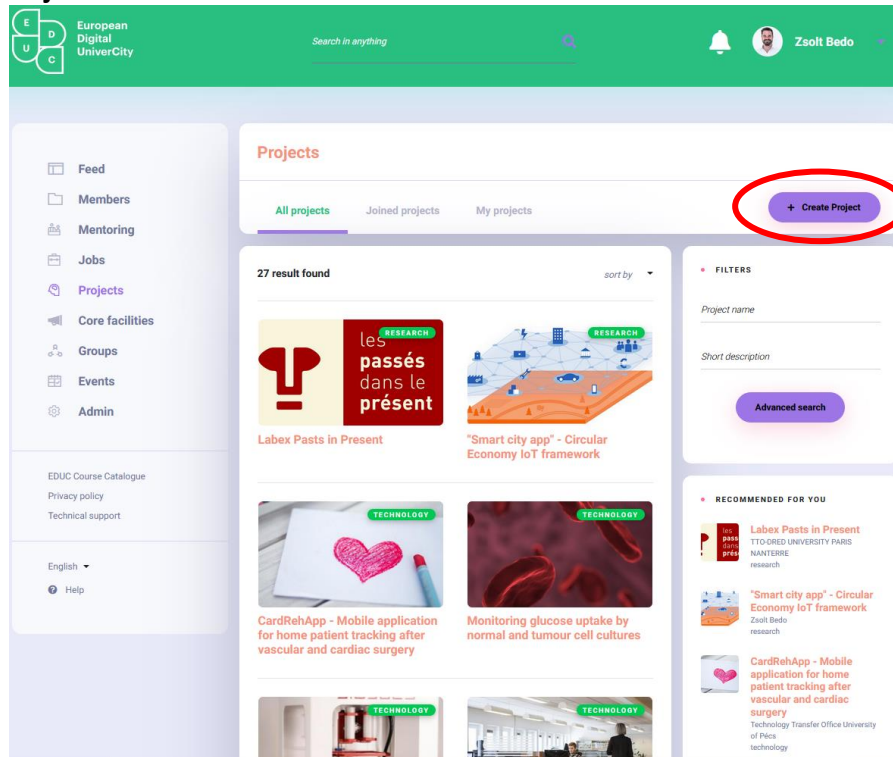 E
D
U
C
European
Digital
UniverCity
Search in anything
Zsolt Bedo
Feed
Members
Mentoring
Jobs
Projects
Core facilities
Groups
Events
Admin
EDUC Course Catalogue
Privacy policy
Technical support
English
Help
Projects
All projects Joined projects My projects
+ Create Project
27 result found
sort by
RESEARCH
les
passés
dans le
présent
Labex Pasts in Present
RESEARCH
"Smart city app" - Circular
Economy IoT framework
TECHNOLOGY
CardRehApp - Mobile application
for home patient tracking after
vascular and cardiac surgery
TECHNOLOGY
Monitoring glucose uptake by
normal and tumour cell cultures
TECHNOLOGY
TECHNOLOGY
FILTERS
Project name
Short description
Advanced search
RECOMMENDED FOR YOU
les
pass
dans
prés
Labex Pasts in Present
TTO-DRED UNIVERSITY PARIS
NANTERRE
research
"Smart city app" - Circular
Economy IoT framework
Zsolt Bedo
research
CardRehApp - Mobile
application for home
patient tracking after
vascular and cardiac
surgery
Technology Transfer Office University
of Pécs
technology